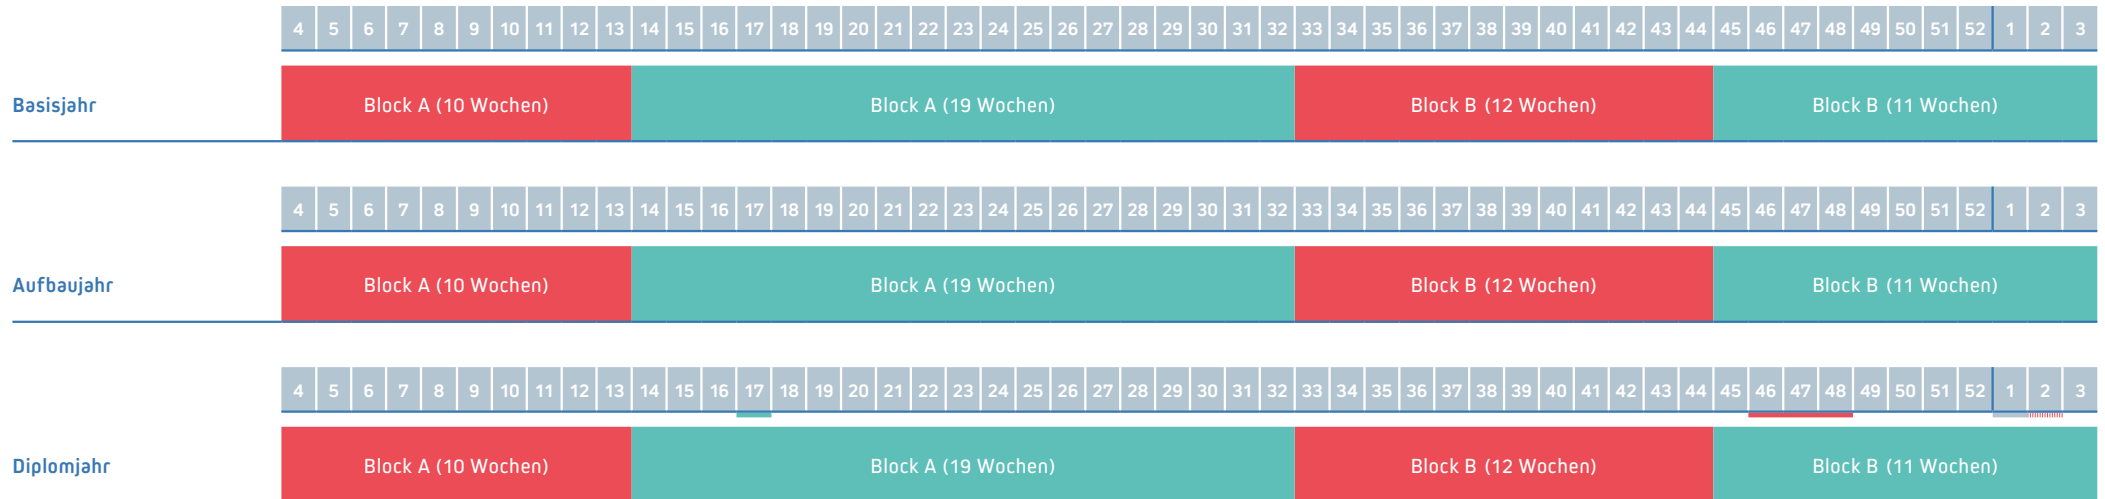 4 5 6 7 8 9 10 11 12 13 14 15 16 17 18 19 20 21 22 23 24 25 26 27 28 29 30 31 32 33 34 35 36 37 38 39 40 41 42 43 44 45 46 47 48 49 50 51 52 1 2 3
Basisjahr Block A (10 Wochen) Block A (19 Wochen) Block B (12 Wochen) Block B (11 Wochen)
4 5 6 7 8 9 10 11 12 13 14 15 16 17 18 19 20 21 22 23 24 25 26 27 28 29 30 31 32 33 34 35 36 37 38 39 40 41 42 43 44 45 46 47 48 49 50 51 52 1 2 3
Aufbaujahr Block A (10 Wochen) Block A (19 Wochen) Block B (12 Wochen) Block B (11 Wochen)
4 5 6 7 8 9 10 11 12 13 14 15 16 17 18 19 20 21 22 23 24 25 26 27 28 29 30 31 32 33 34 35 36 37 38 39 40 41 42 43 44 45 46 47 48 49 50 51 52 1 2 3
Diplomjahr Block A (10 Wochen) Block A (19 Wochen) Block B (12 Wochen) Block B (11 Wochen)